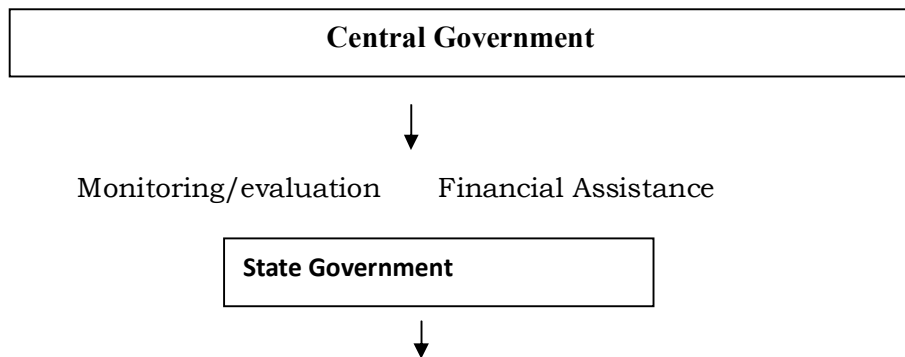 Central Government
Monitoring/evaluation Financial Assistance
State Government